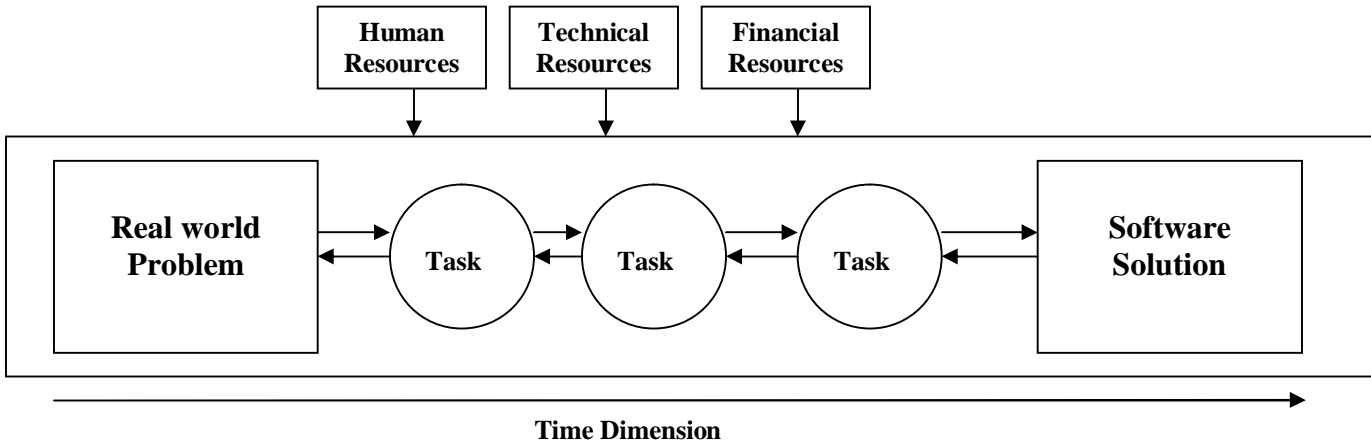 Human
Resources
Technical
Resources
Financial
Resources
Real world
Problem
Task
Task
Task
Software
Solution
Time Dimension